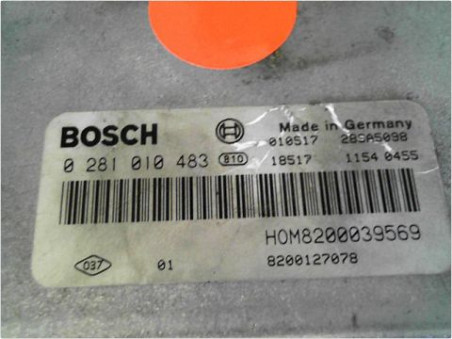 BOSCH Made in Germany
010517 28SA5098
0 281 010 483 810 18517 1154 0455
HOM8200039569
037 01 8200127078